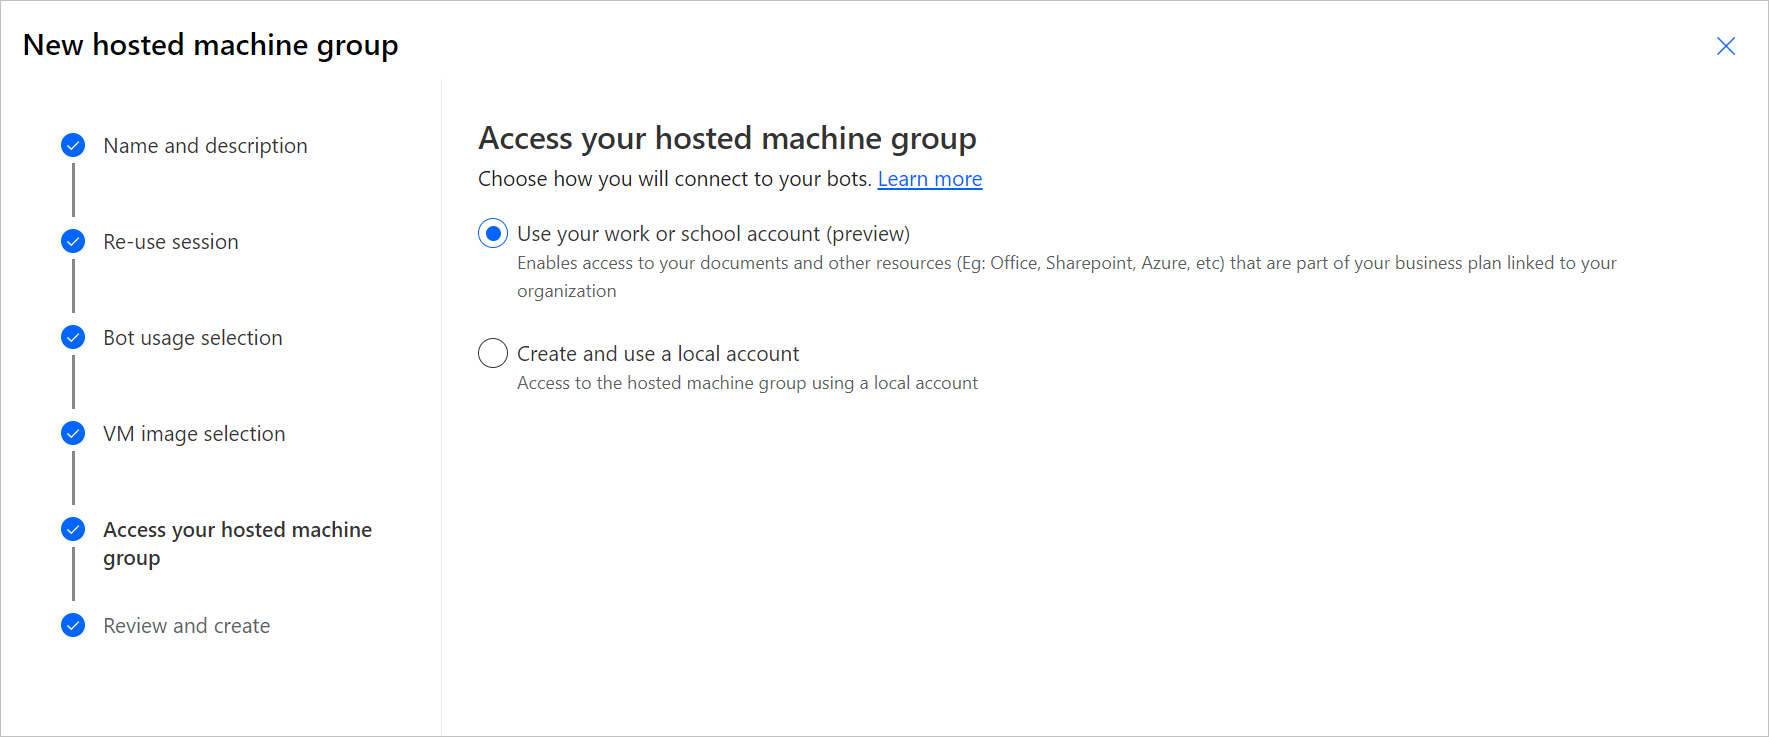 New hosted machine group
Name and description
Re-use session
Bot usage selection
VM image selection
Access your hosted machine
group
Review and create
Access your hosted machine group
Choose how you will connect to your bots. Learn more
Use your work or school account (preview)
Enables access to your documents and other resources (Eg: Office, Sharepoint, Azure, etc) that are part of your business plan linked to your
organization
Create and use a local account
Access to the hosted machine group using a local account